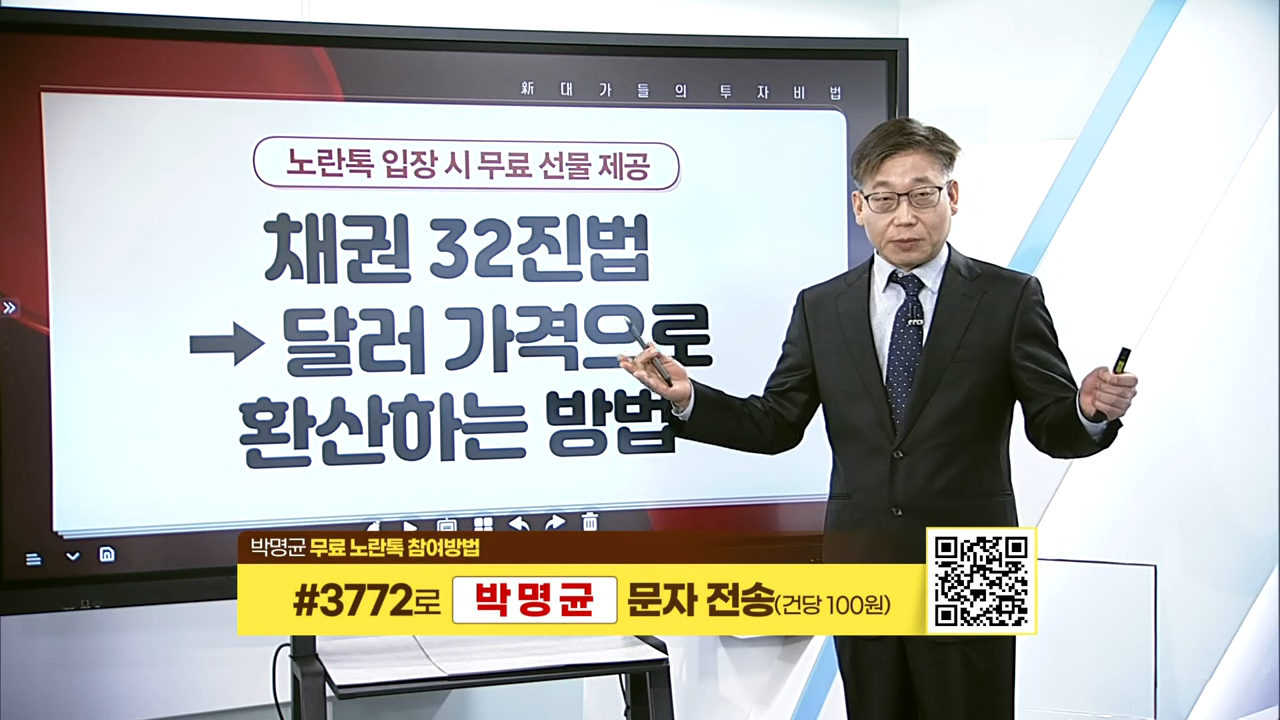 新 대 가 들 의 투 자 비 법
노란톡 입장 시 무료 선물 제공
채권 32진법
➔ 달러 가격으로
환산하는 방법
박명균 무료 노란톡 참여방법
#3772로 박명균 문자 전송(건당 100원)